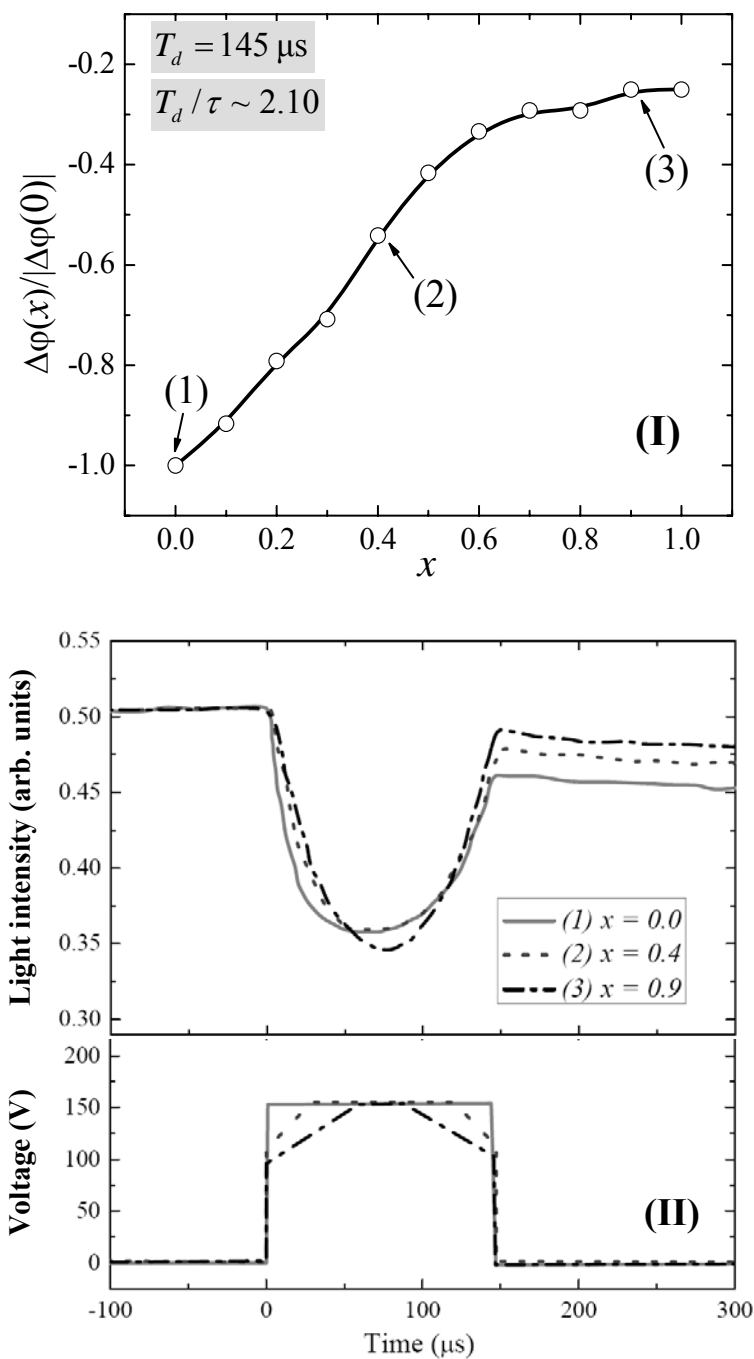 T_d = 145 μs
T_d / τ ~ 2.10
-0.2
-0.4
-0.6
-0.8
-1.0
Δφ(x)/|Δφ(0)|
(1)
(2)
(3)
(I)
0.0 0.2 0.4 0.6 0.8 1.0
x
0.55
0.50
0.45
0.40
0.35
0.30
Light intensity (arb. units)
(1) x = 0.0
(2) x = 0.4
(3) x = 0.9
200
150
100
50
0
Voltage (V)
(II)
-100 0 100 200 300
Time (μs)